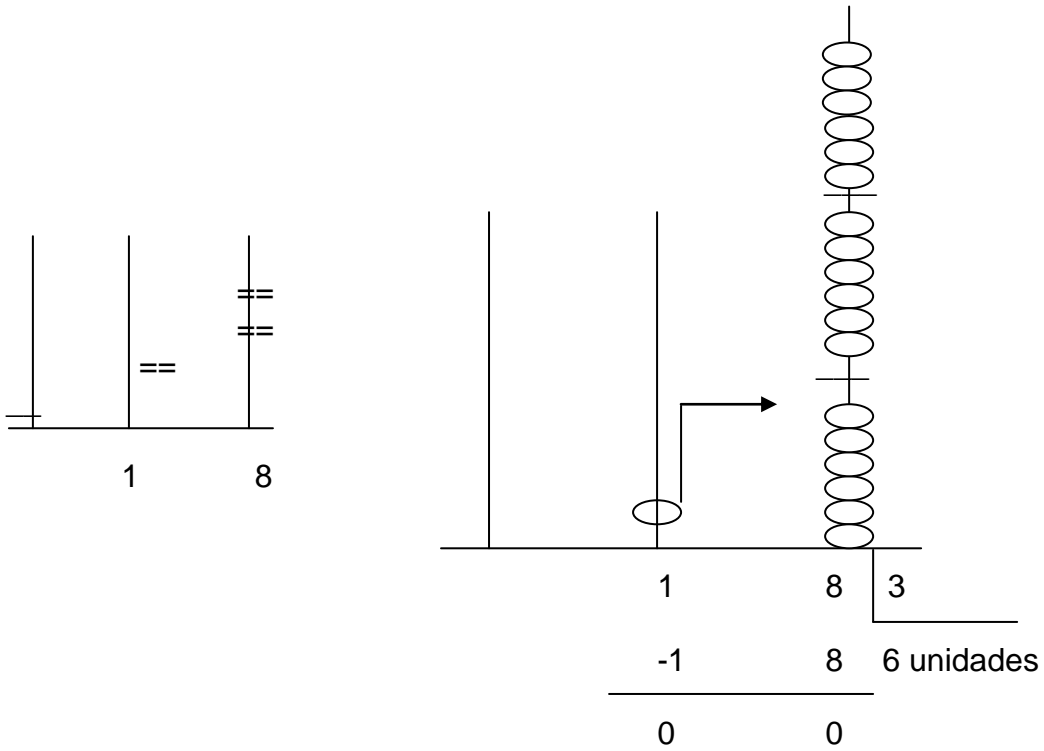 ==
==
==
1 8
1 8 3
-1 8 6 unidades
0 0